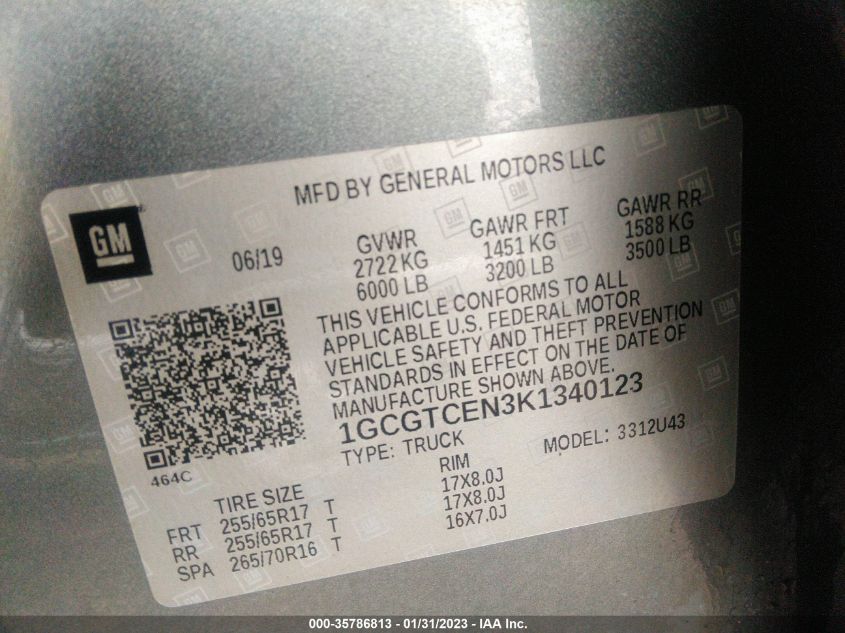 MFD BY GENERAL MOTORS LLC
GM
06/19
GVWR
2722 KG
6000 LB
GAWR FRT
1451 KG
3200 LB
GAWR RR
1588 KG
3500 LB
THIS VEHICLE CONFORMS TO ALL
APPLICABLE U.S. FEDERAL MOTOR
VEHICLE SAFETY AND THEFT PREVENTION
STANDARDS IN EFFECT ON THE DATE OF
MANUFACTURE SHOWN ABOVE.
1GCGTCEN3K1340123
TYPE: TRUCK
MODEL: 3312U43
464C
TIRE SIZE RIM
FRT 255/65R17 T 17X8.0J
RR 255/65R17 T 17X8.0J
SPA 265/70R16 T 16X7.0J
000-35786813 - 01/31/2023 - IAA Inc.